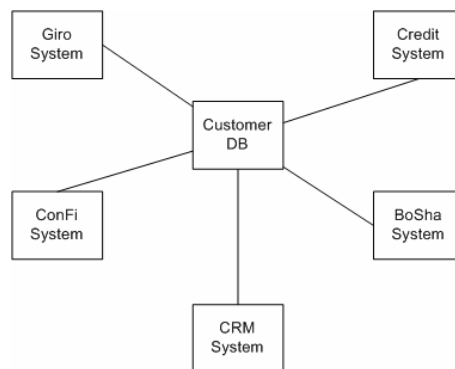 Giro
System
Credit
System
Customer
DB
ConFi
System
BoSha
System
CRM
System